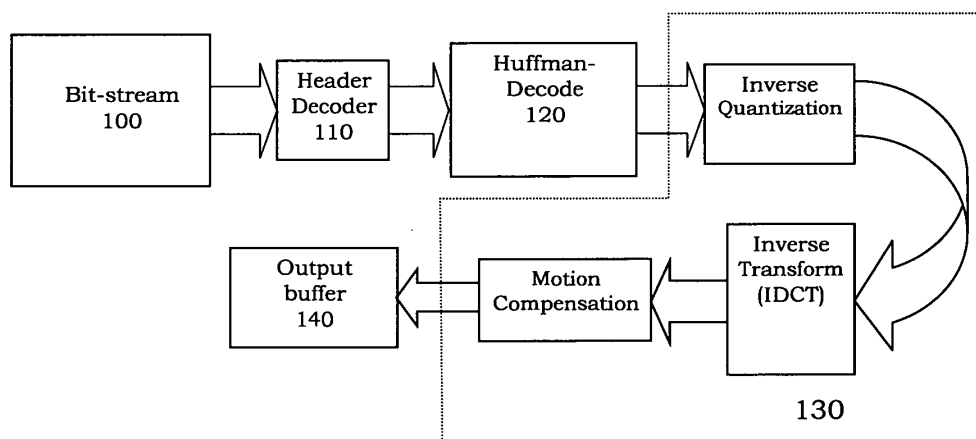 Bit-stream
100
Header
Decoder
110
Huffman-
Decode
120
Inverse
Quantization
Inverse
Transform
(IDCT)
Motion
Compensation
Output
buffer
140
130